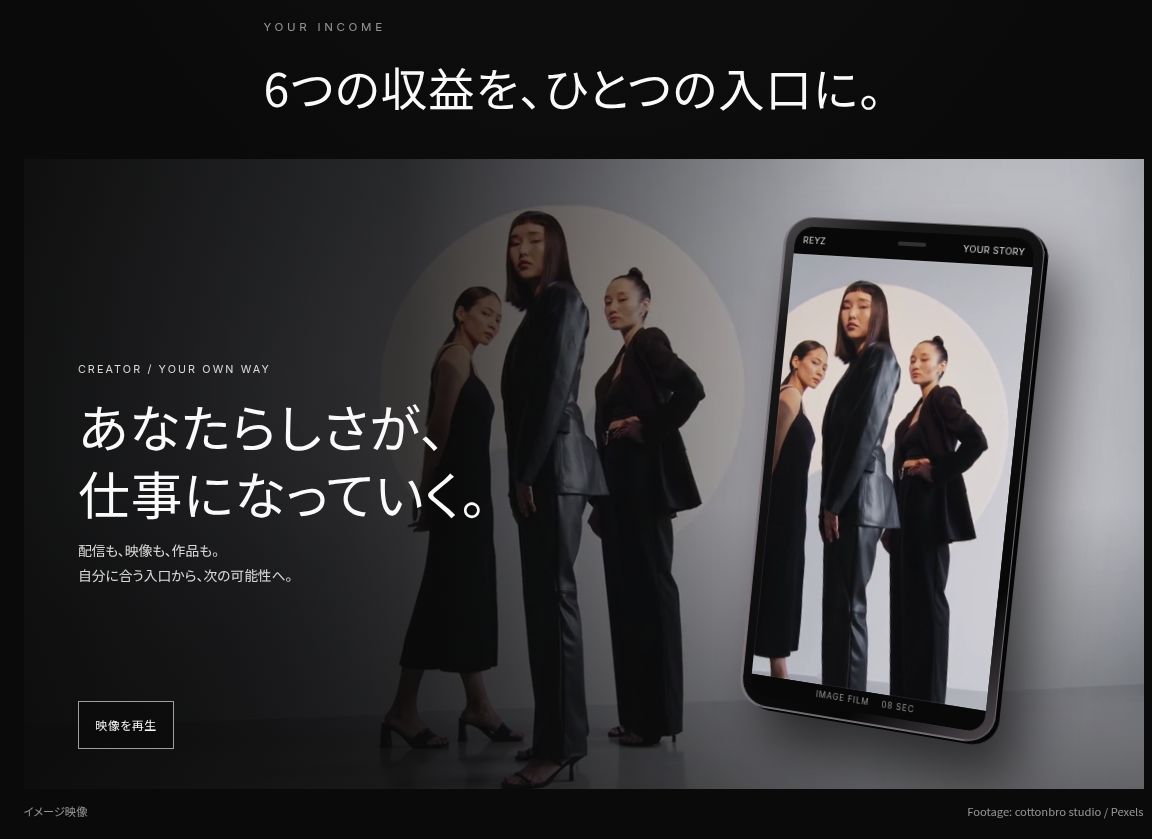 YOUR INCOME
6つの収益を、ひとつの入口に。
REYZ
YOUR STORY
CREATOR / YOUR OWN WAY
あなたらしさが、
仕事になっていく。
配信も、映像も、作品も。
自分に合う入口から、次の可能性へ。
IMAGE FILM 08 SEC
映像を再生
イメージ映像
Footage: cottonbro studio / Pexels